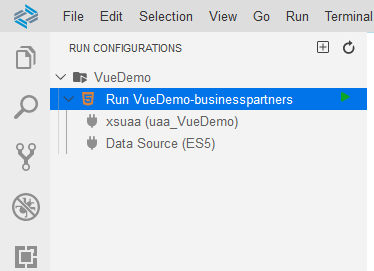 File Edit Selection View Go Run Terminal
RUN CONFIGURATIONS
VueDemo
Run VueDemo-businesspartners
xsuaa (uaa_VueDemo)
Data Source (ES5)